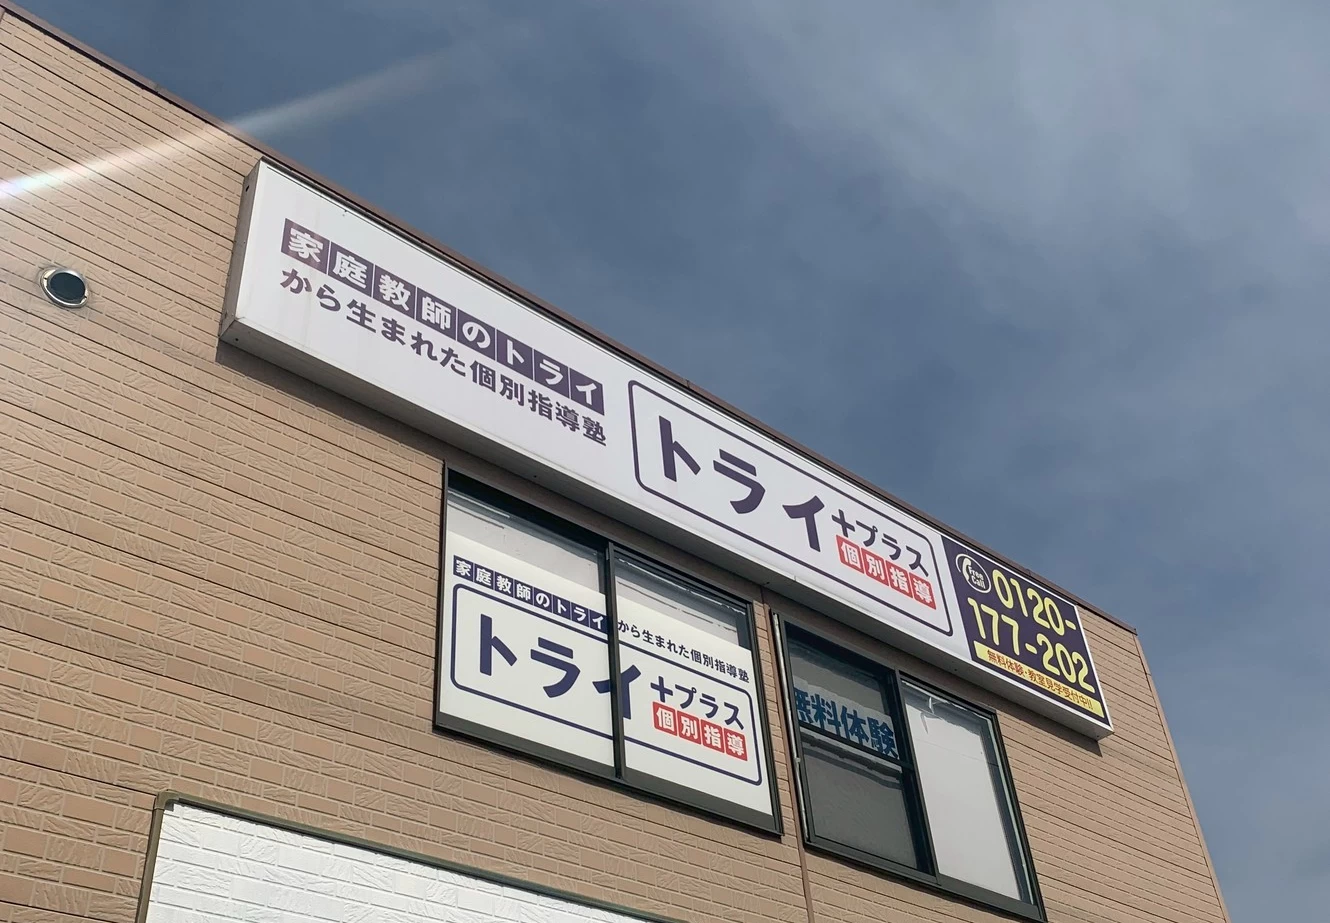 家庭教師のトライ
から生まれた個別指導塾
トライ+プラス
個別指導
Free Call
0120-
177-202
無料体験・教室見学受付中!!
家庭教師のトライから生まれた個別指導塾
トライ+プラス
個別指導
無料体験